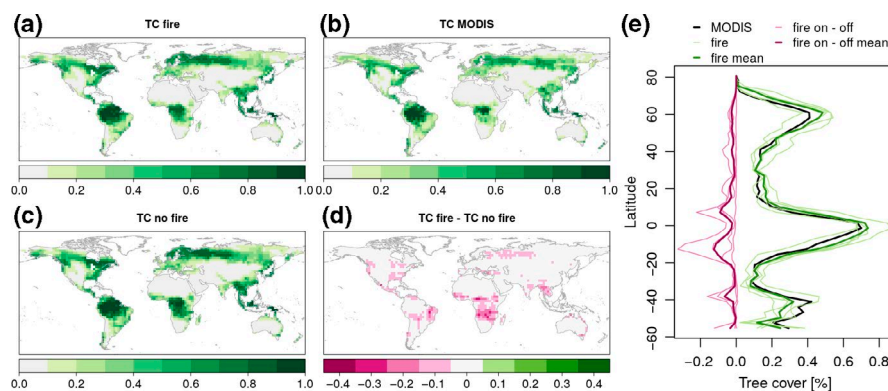 (a) TC fire
(b) TC MODIS
0.0 0.2 0.4 0.6 0.8 1.0
0.0 0.2 0.4 0.6 0.8 1.0
(c) TC no fire
(d) TC fire - TC no fire
0.0 0.2 0.4 0.6 0.8 1.0
−0.4 −0.3 −0.2 −0.1 0 0.1 0.2 0.3 0.4
(e)
MODIS
fire
fire mean
fire on - off
fire on - off mean
Latitude
80
60
40
20
0
−20
−40
−60
−0.2 0.0 0.2 0.4 0.6 0.8
Tree cover [%]